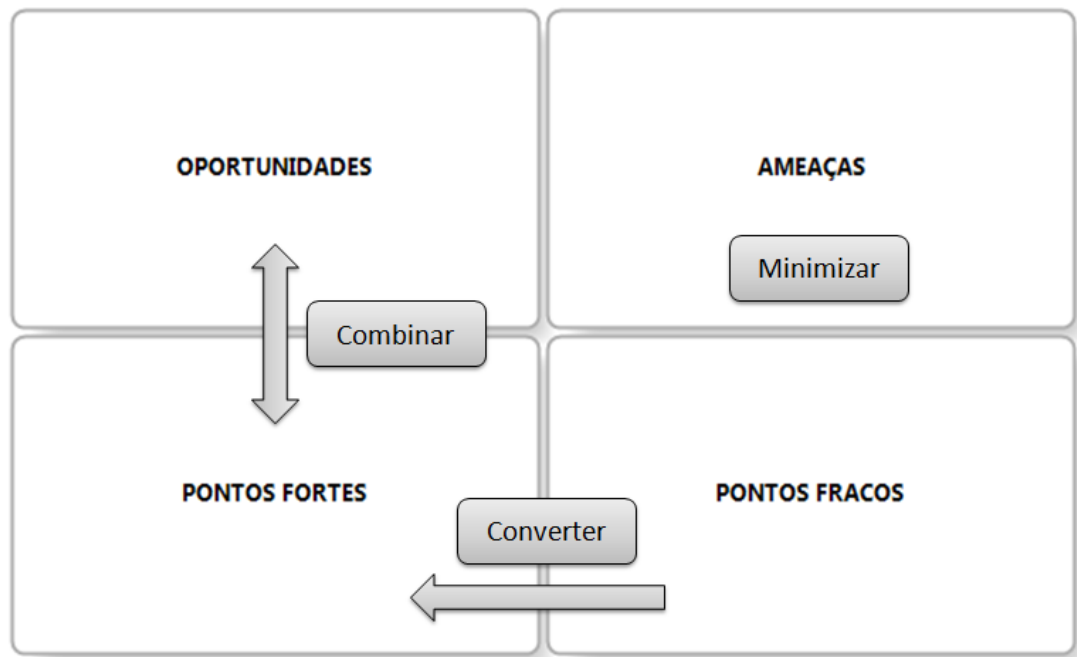 OPORTUNIDADES
AMEAÇAS
Minimizar
Combinar
PONTOS FORTES
PONTOS FRACOS
Converter